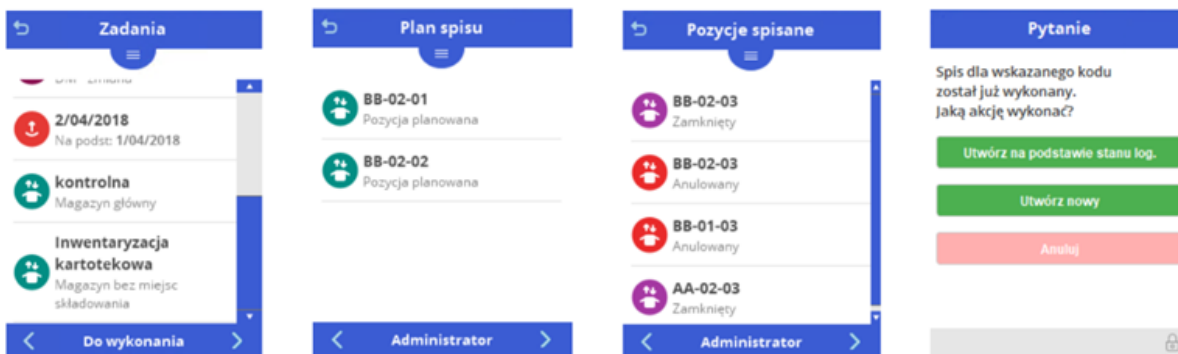 Zadania
DM - zmiana
2/04/2018
Na podst: 1/04/2018
kontrolna
Magazyn główny
Inwentaryzacja
kartotekowa
Magazyn bez miejsc
składowania
Do wykonania
Plan spisu
BB-02-01
Pozycja planowana
BB-02-02
Pozycja planowana
Administrator
Pozycje spisane
BB-02-03
Zamknięty
BB-02-03
Anulowany
BB-01-03
Anulowany
AA-02-03
Zamknięty
Administrator
Pytanie
Spis dla wskazanego kodu
został już wykonany.
Jaką akcję wykonać?
Utwórz na podstawie stanu log.
Utwórz nowy
Anuluj